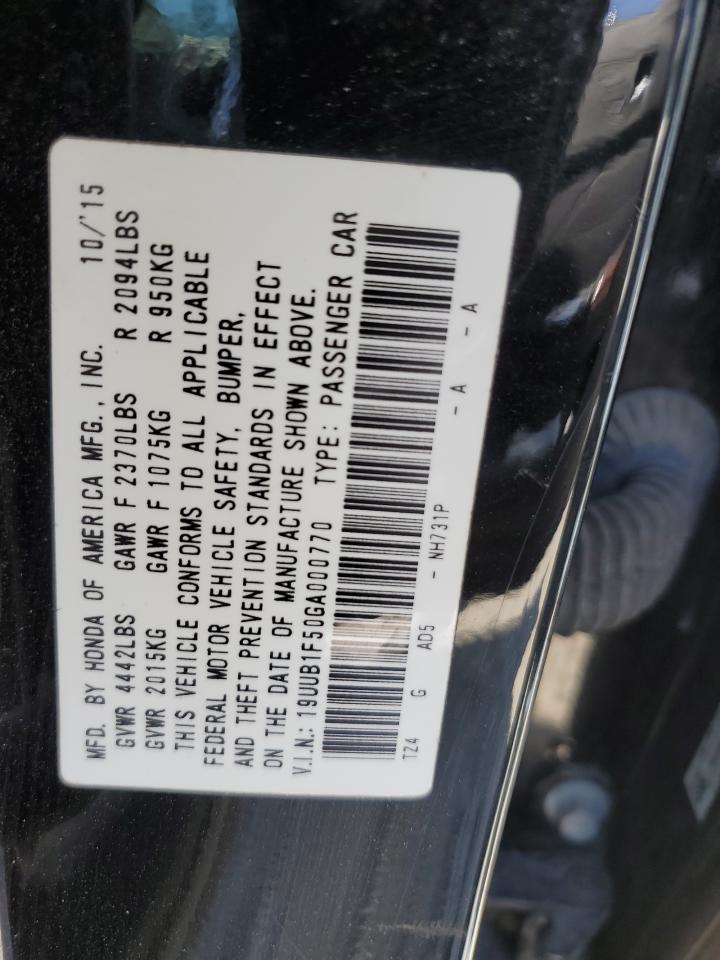 MFD. BY HONDA OF AMERICA MFG., INC. 10/'15
GVWR 4442LBS GAWR F 2370LBS R 2094LBS
GVWR 2015KG GAWR F 1075KG R 950KG
THIS VEHICLE CONFORMS TO ALL APPLICABLE
FEDERAL MOTOR VEHICLE SAFETY, BUMPER,
AND THEFT PREVENTION STANDARDS IN EFFECT
ON THE DATE OF MANUFACTURE SHOWN ABOVE.
V.I.N.: 19UUB1F50GA000770 TYPE: PASSENGER CAR
TZ4 G AD5 - NH731P - A - A